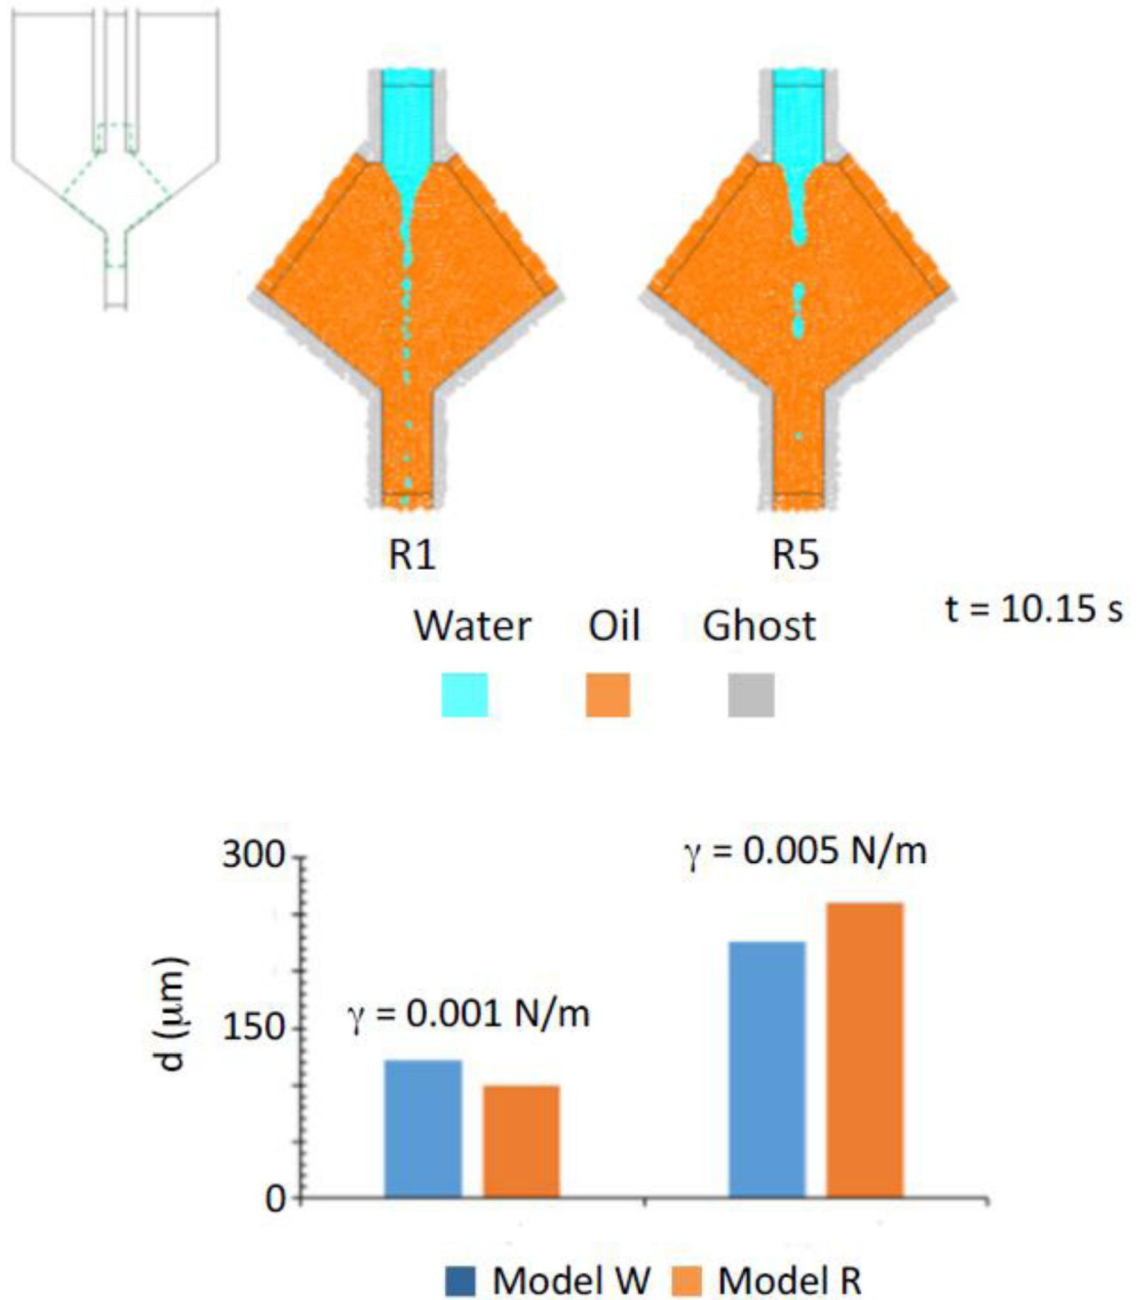 R1 R5
t = 10.15 s
Water Oil Ghost
300
γ = 0.005 N/m
γ = 0.001 N/m
150
d (μm)
0
Model W Model R